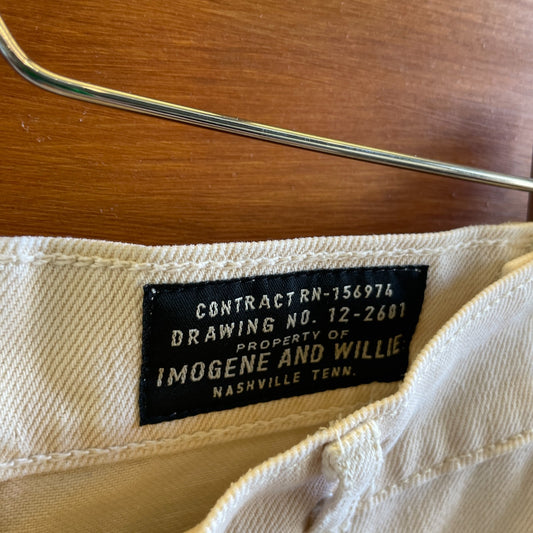 CONTRACT RN-156974
DRAWING NO. 12-2601
PROPERTY OF
IMOGENE AND WILLIE
NASHVILLE TENN.